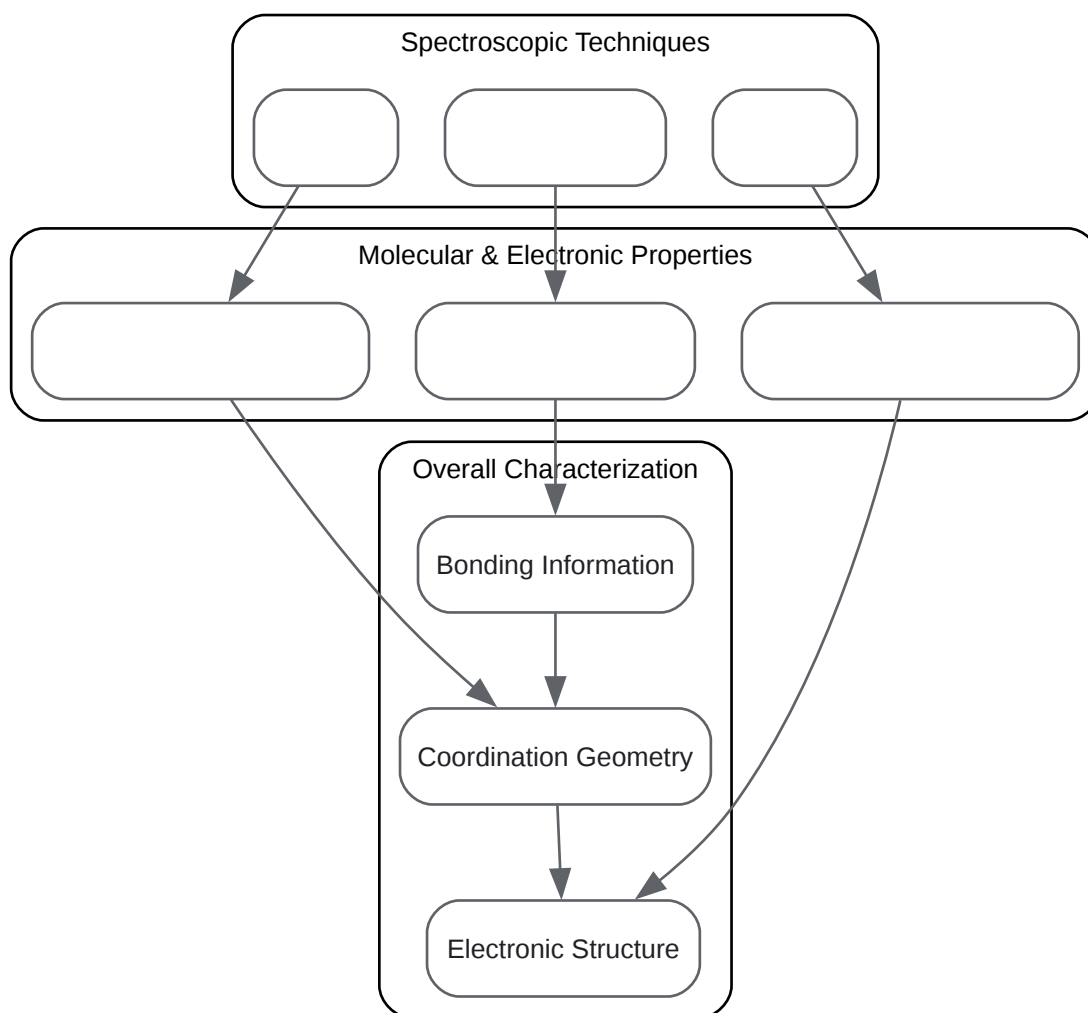 Spectroscopic Techniques
Molecular & Electronic Properties
Overall Characterization
Bonding Information
Coordination Geometry
Electronic Structure